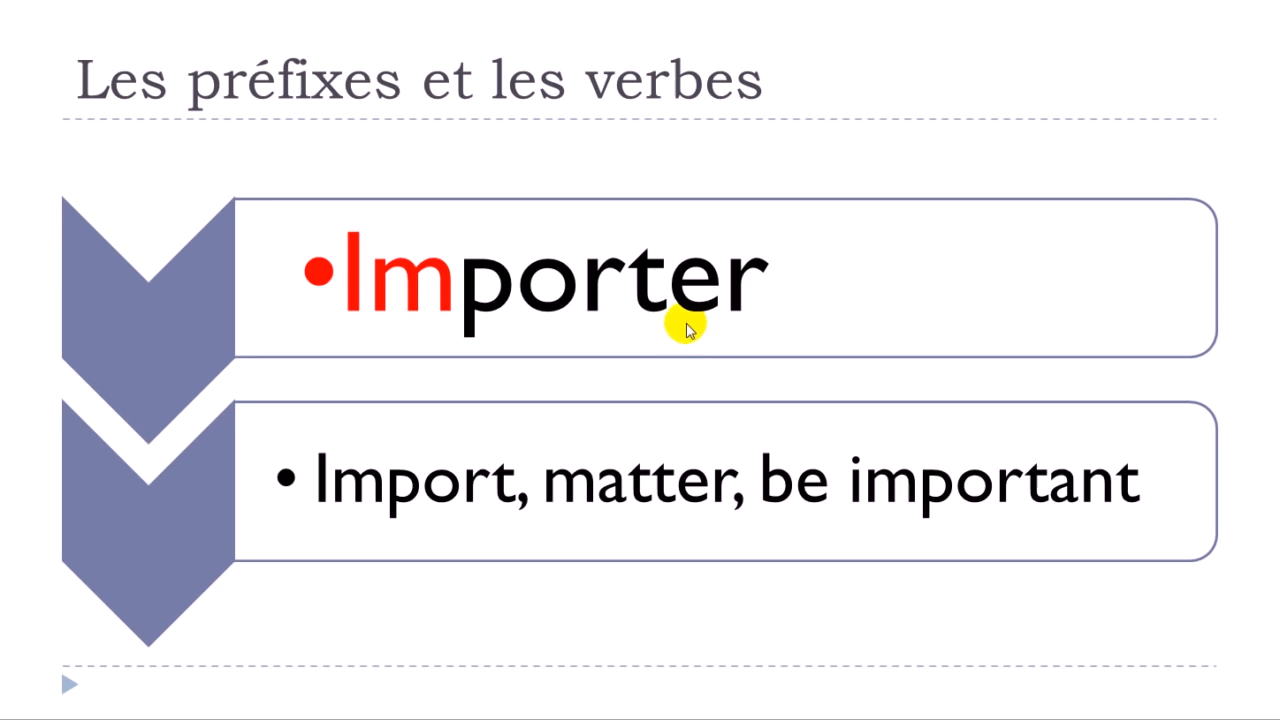 Les préfixes et les verbes
•Importer
• Import, matter, be important